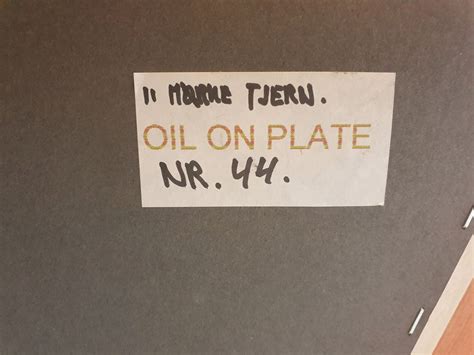 " MØRKE TJERN.
OIL ON PLATE
NR. 44.